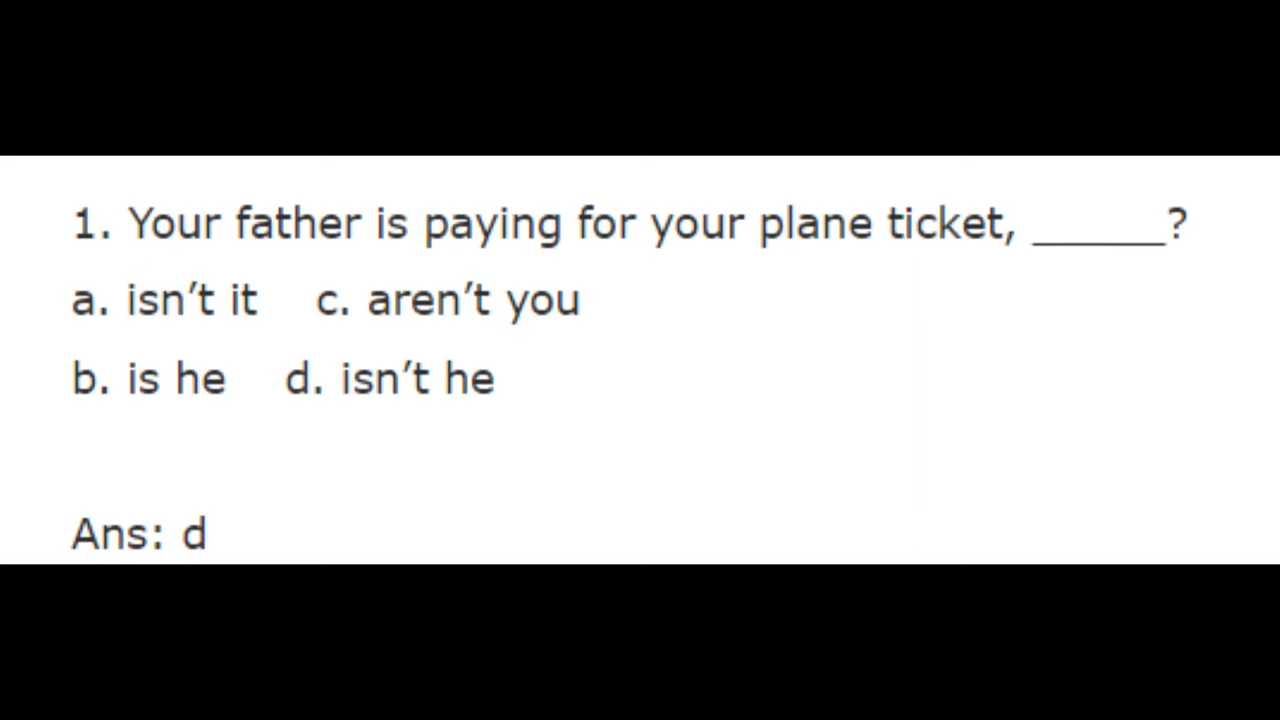 1. Your father is paying for your plane ticket, ______?
a. isn’t it c. aren’t you
b. is he d. isn’t he
Ans: d